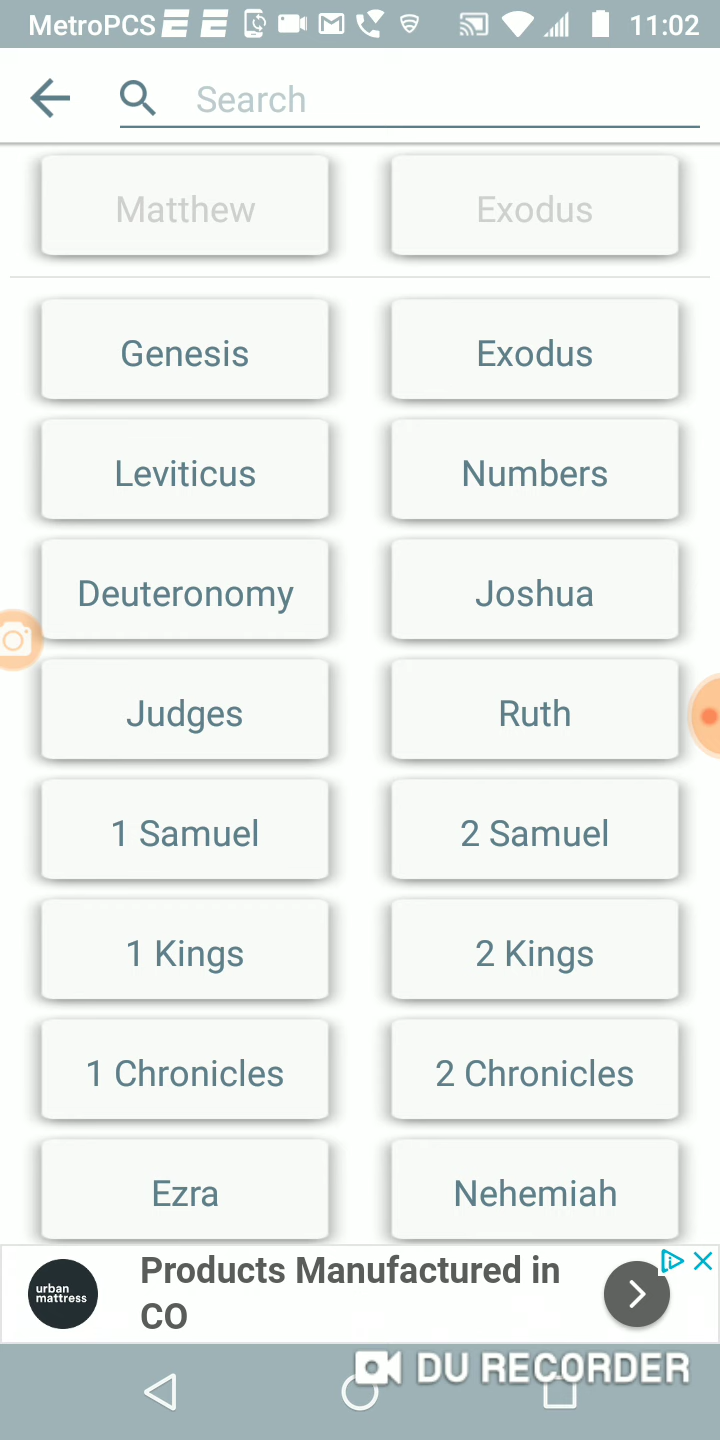 MetroPCS 11:02
Search
Matthew Exodus
Genesis Exodus
Leviticus Numbers
Deuteronomy Joshua
Judges Ruth
1 Samuel 2 Samuel
1 Kings 2 Kings
1 Chronicles 2 Chronicles
Ezra Nehemiah
urban
mattress
Products Manufactured in
CO
DU RECORDER